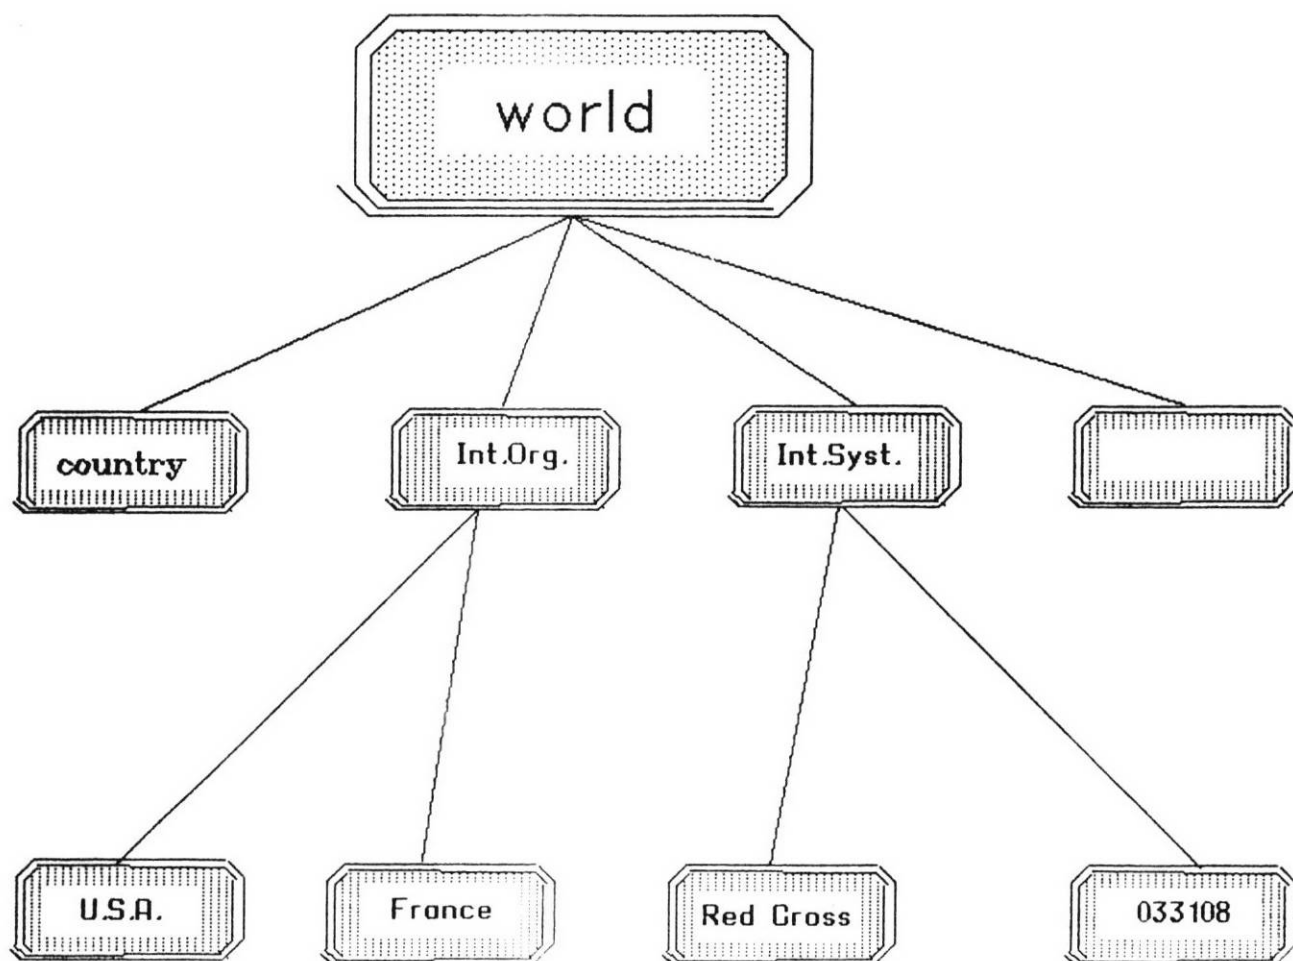 world
country
Int.Org.
Int.Syst.
U.S.A.
France
Red Cross
033108